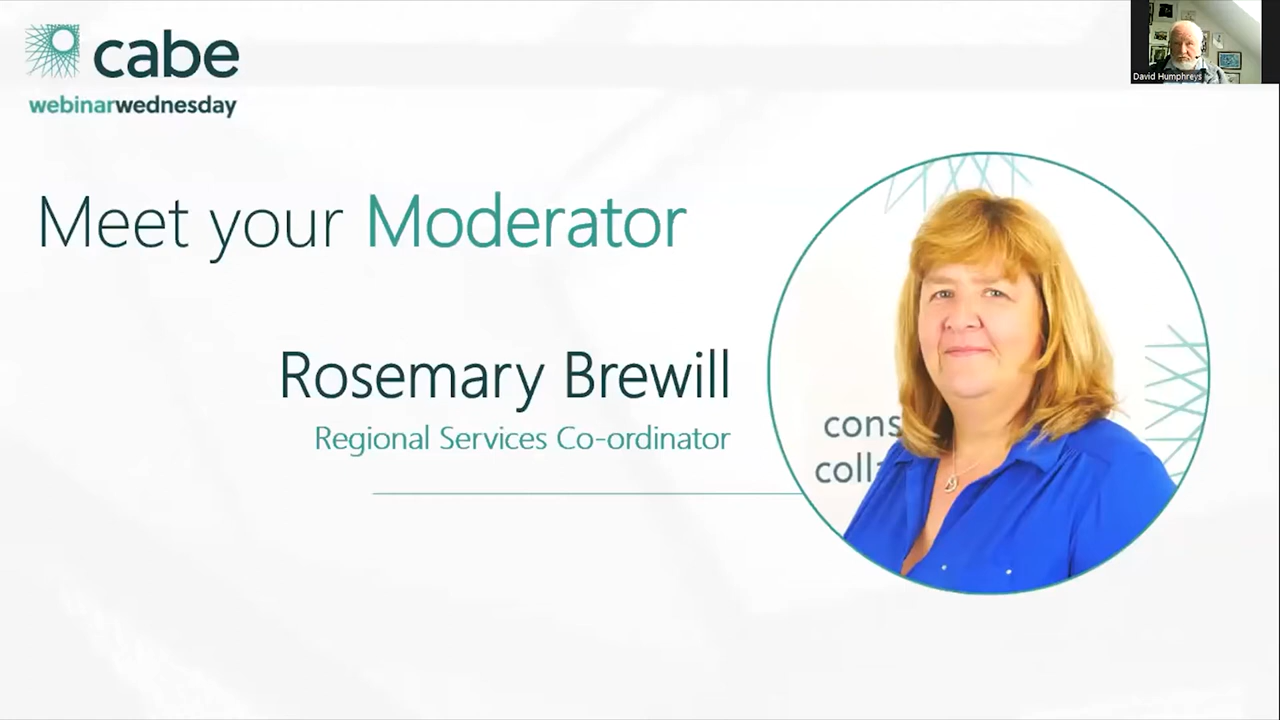 cabe
webinarwednesday
David Humphreys
Meet your Moderator
Rosemary Brewill
Regional Services Co-ordinator
cons
colla